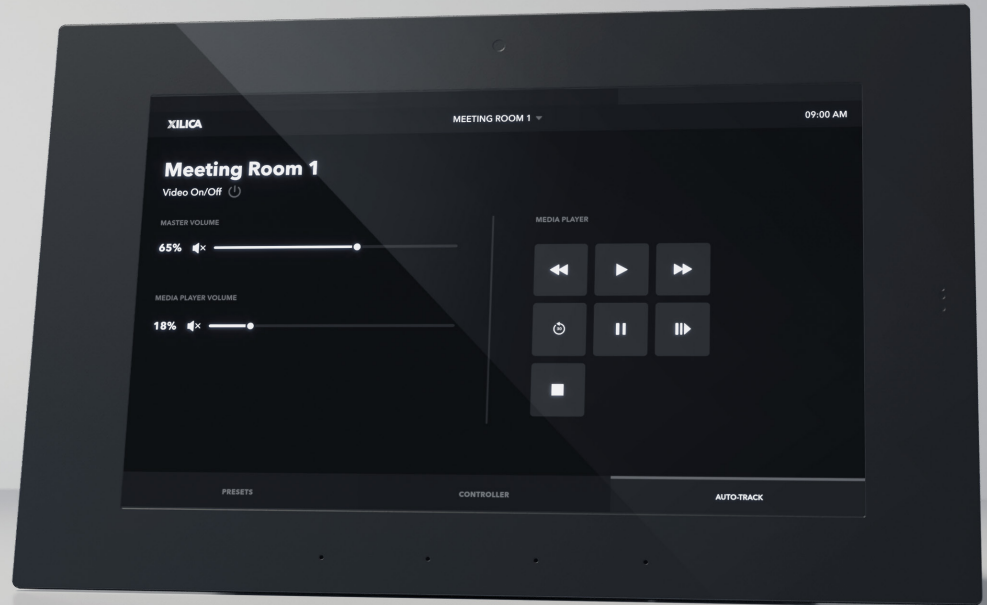 XILICA
MEETING ROOM 1
09:00 AM
Meeting Room 1
Video On/Off
MASTER VOLUME
65%
MEDIA PLAYER VOLUME
18%
MEDIA PLAYER
30
PRESETS
CONTROLLER
AUTO-TRACK